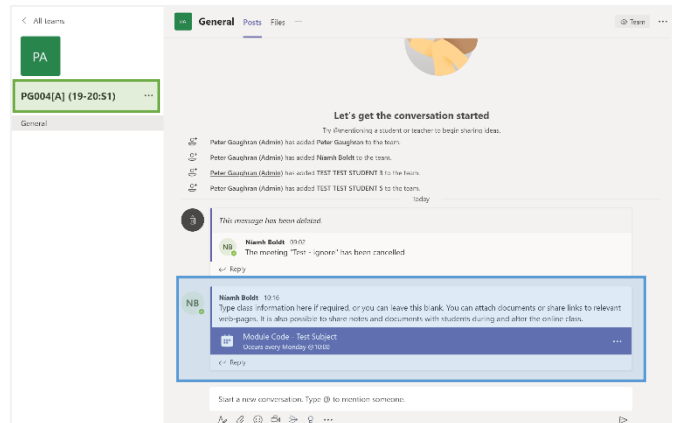 < All teams
PA
PG004[A] (19-20:S1) ...
General
PA General Posts Files
Team ...
Let's get the conversation started
Try @mentioning a student or teacher to begin sharing ideas.
Peter Gaughran (Admin) has added Peter Gaughran to the team.
Peter Gaughran (Admin) has added Niamh Boldt to the team.
Peter Gaughran (Admin) has added TEST TEST STUDENT 3 to the team.
Peter Gaughran (Admin) has added TEST TEST STUDENT 5 to the team.
Today
This message has been deleted.
NB Niamh Boldt 09:02
The meeting "Test - ignore" has been cancelled
Reply
NB Niamh Boldt 10:16
Type class information here if required, or you can leave this blank. You can attach documents or share links to relevant
web-pages. It is also possible to share notes and documents with students during and after the online class.
Module Code - Test Subject
Occurs every Monday @ 10:00
...
Reply
Start a new conversation. Type @ to mention someone.
...